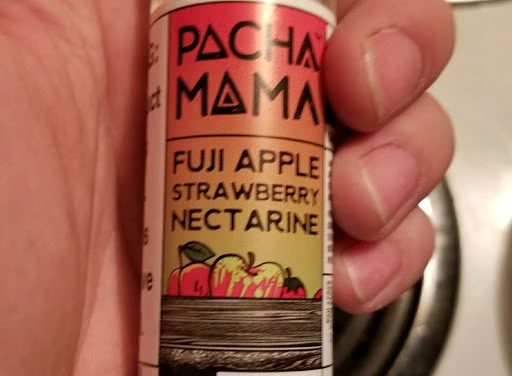 PACHA
MAMA
FUJI APPLE
STRAWBERRY
NECTARINE